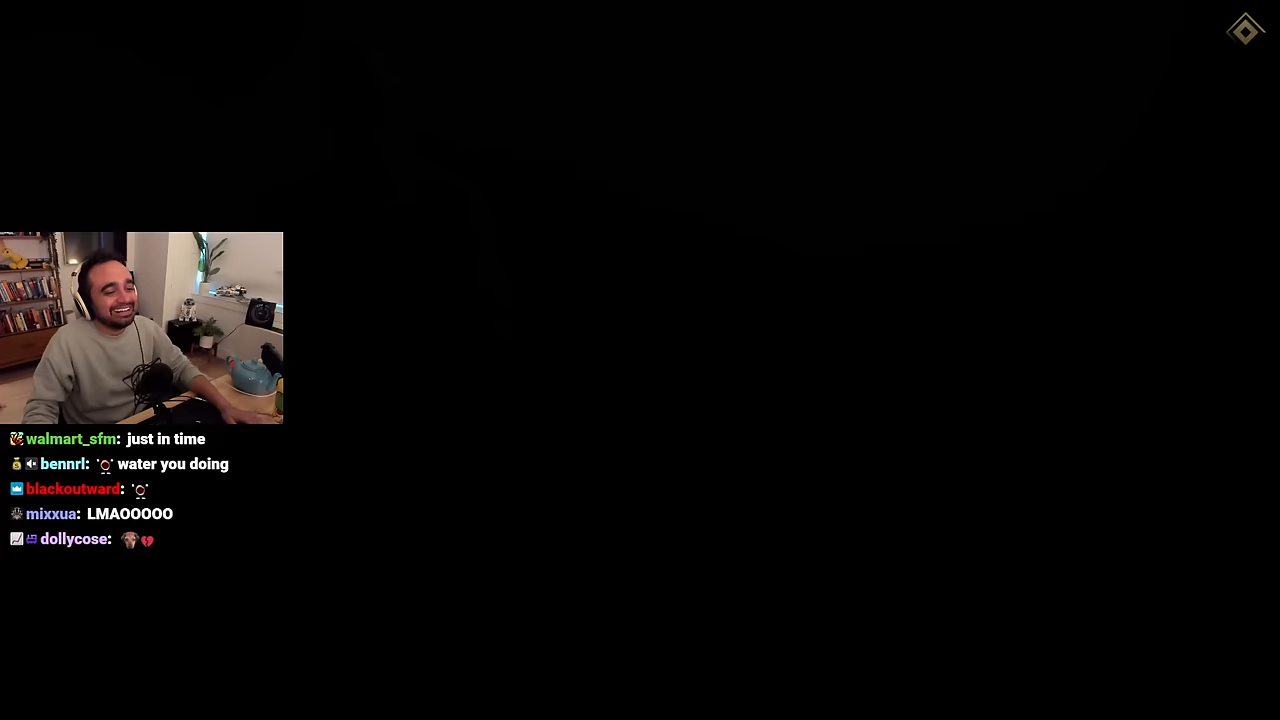 walmart_sfm: just in time
bennrl: water you doing
blackoutward:
mixxua: LMAOOOOO
dollycose: